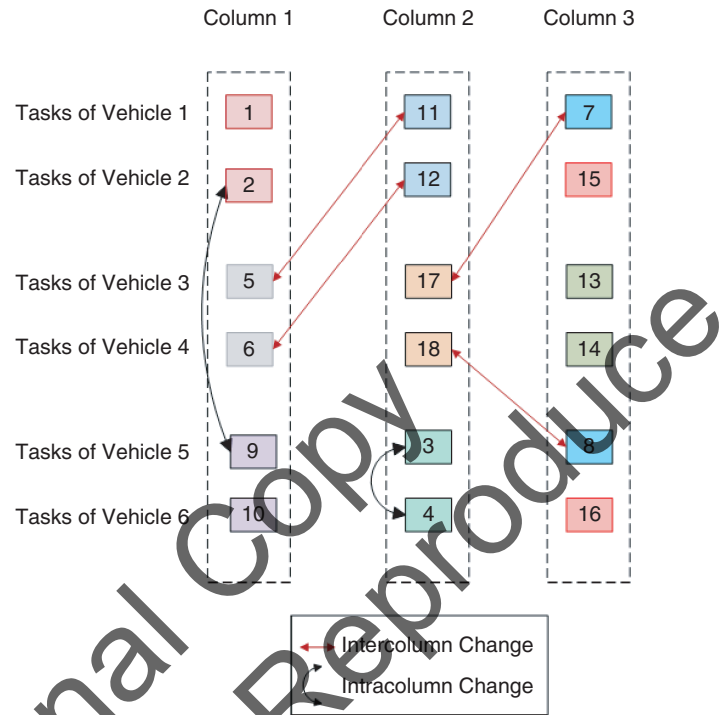 Column 1 Column 2 Column 3
Tasks of Vehicle 1 1 11 7
Tasks of Vehicle 2 2 12 15
Tasks of Vehicle 3 5 17 13
Tasks of Vehicle 4 6 18 14
Tasks of Vehicle 5 9 3 8
Tasks of Vehicle 6 10 4 16
Intercolumn Change
Intracolumn Change
nal Copy
Reproduce